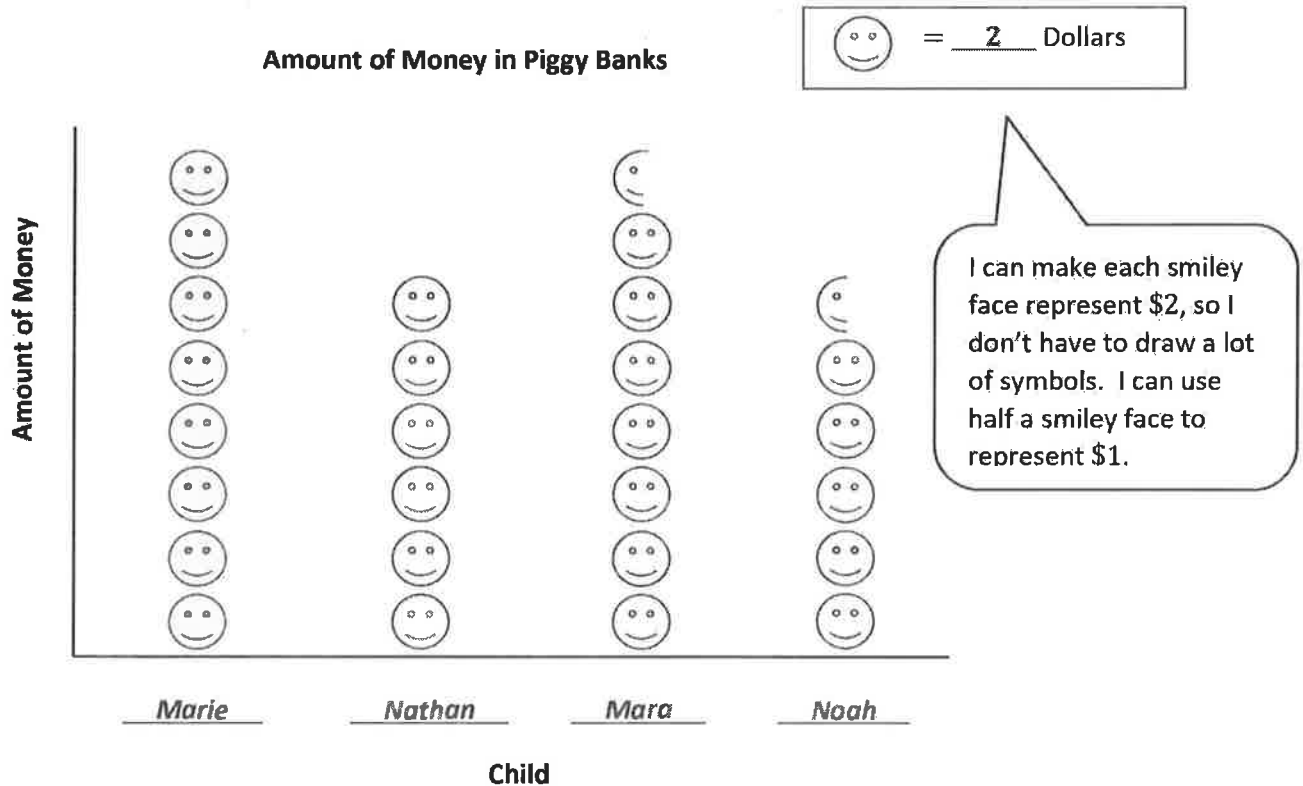 Amount of Money in Piggy Banks
= 2 Dollars
Amount of Money
I can make each smiley
face represent $2, so I
don't have to draw a lot
of symbols. I can use
half a smiley face to
represent $1.
Marie Nathan Mara Noah
Child